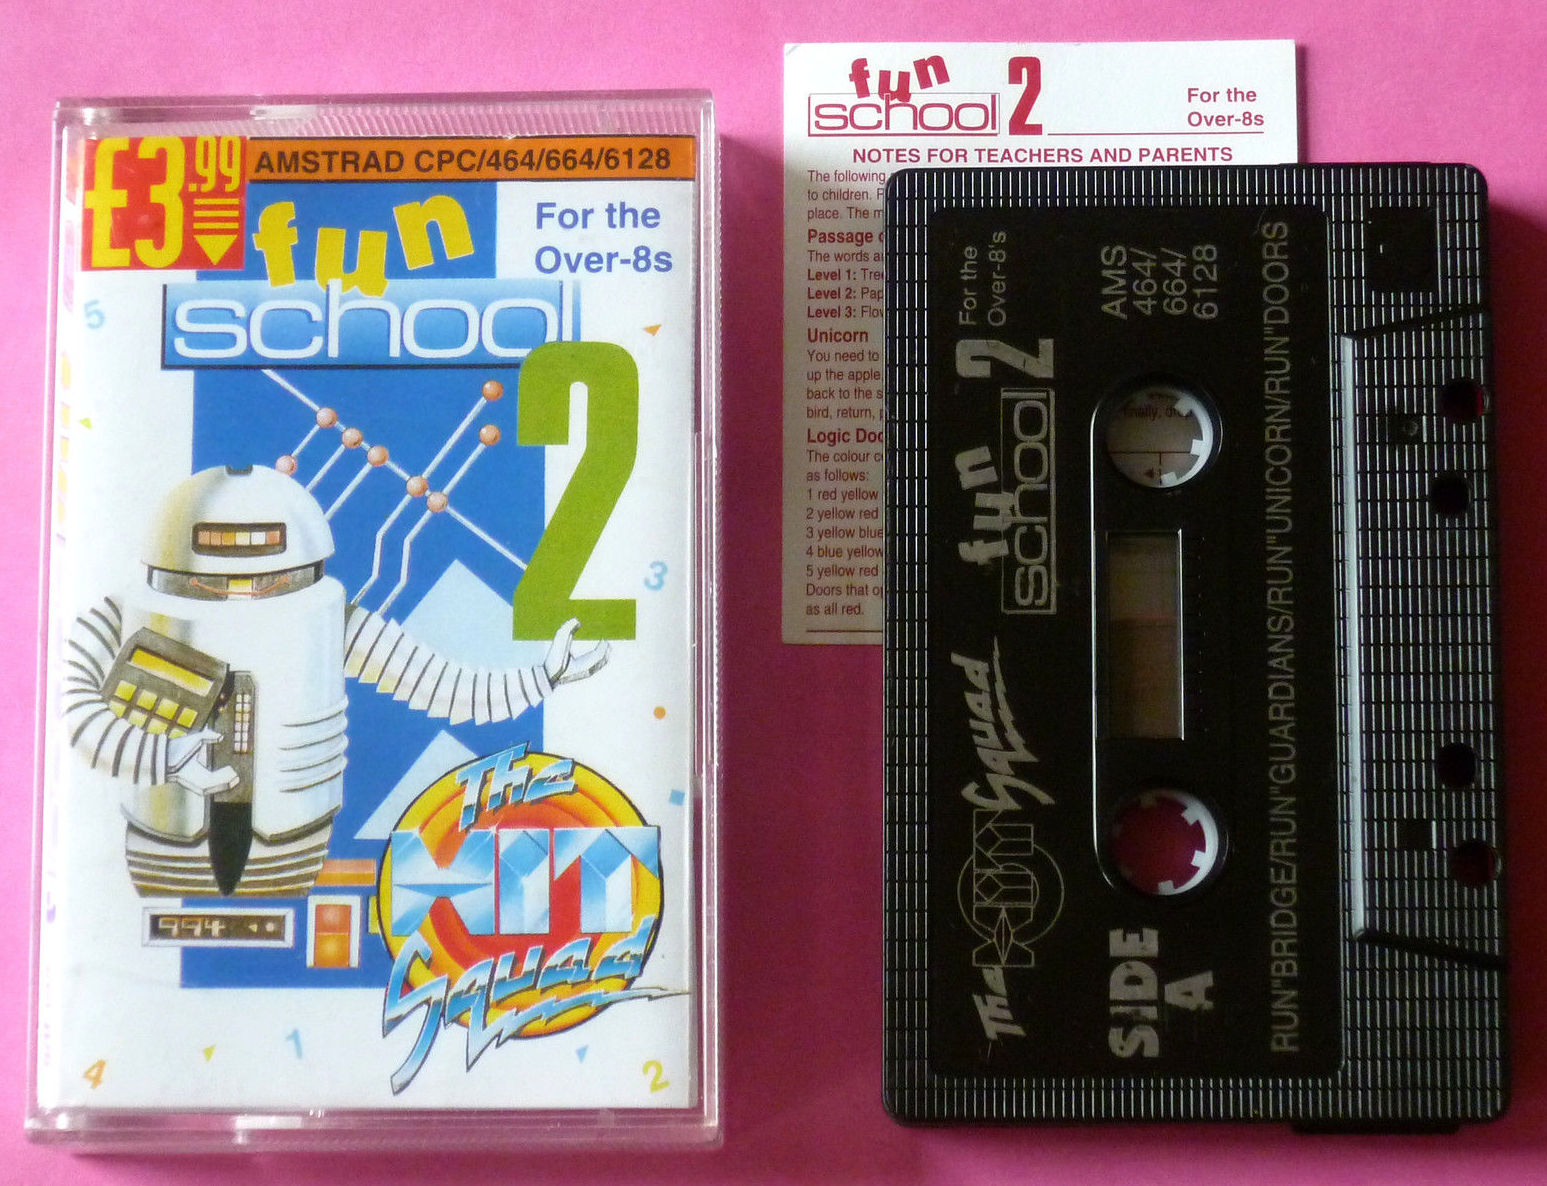 £3.99
AMSTRAD CPC/464/664/6128
fun
school
2
For the
Over-8s
5
3
994
The
HIT
Squad
4
1
2
fun
school 2
For the
Over-8s
NOTES FOR TEACHERS AND PARENTS
The following
to children.
place. The
Passage
The words
Level 1:
Level 2:
Level 3:
Unicorn
You need to
up the apple
back to the
bird, return,
Logic
The colour
as follows:
1 red yellow
2 yellow red
3 yellow blue
4 blue yellow
5 yellow red
Doors that
as all red.
finally,
The HIT Squad
fun
school 2
For the
Over-8's
SIDE
A
AMS
464/
664/
6128
RUN"BRIDGE/RUN"GUARDIANS/RUN"UNICORN/RUN"DOORS